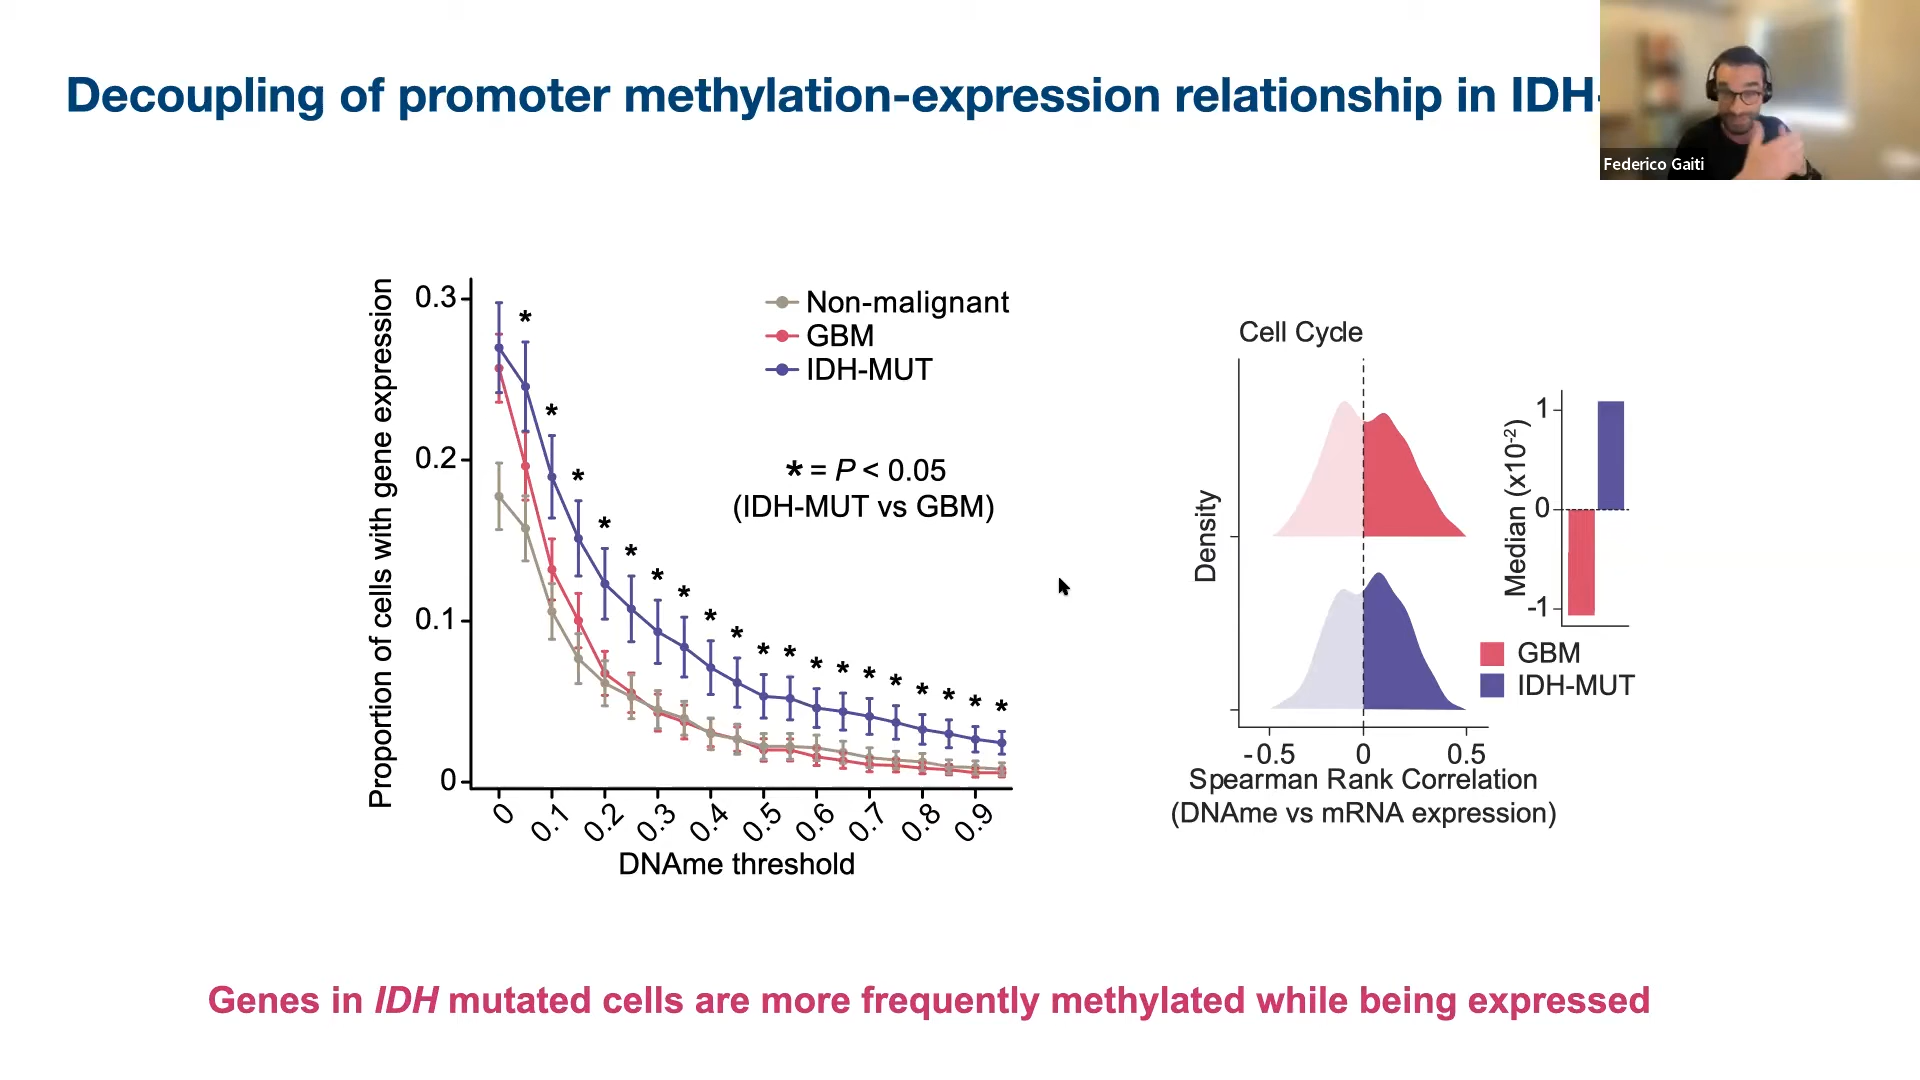 Decoupling of promoter methylation-expression relationship in IDH-
Federico Gaiti
Proportion of cells with gene expression
0.3
0.2
0.1
0
Non-malignant
GBM
IDH-MUT
* = P < 0.05
(IDH-MUT vs GBM)
0
0.1
0.2
0.3
0.4
0.5
0.6
0.7
0.8
0.9
DNAme threshold
Cell Cycle
Density
-0.5
0
0.5
Spearman Rank Correlation
(DNAme vs mRNA expression)
Median (x10-2)
1
0
-1
GBM
IDH-MUT
Genes in IDH mutated cells are more frequently methylated while being expressed